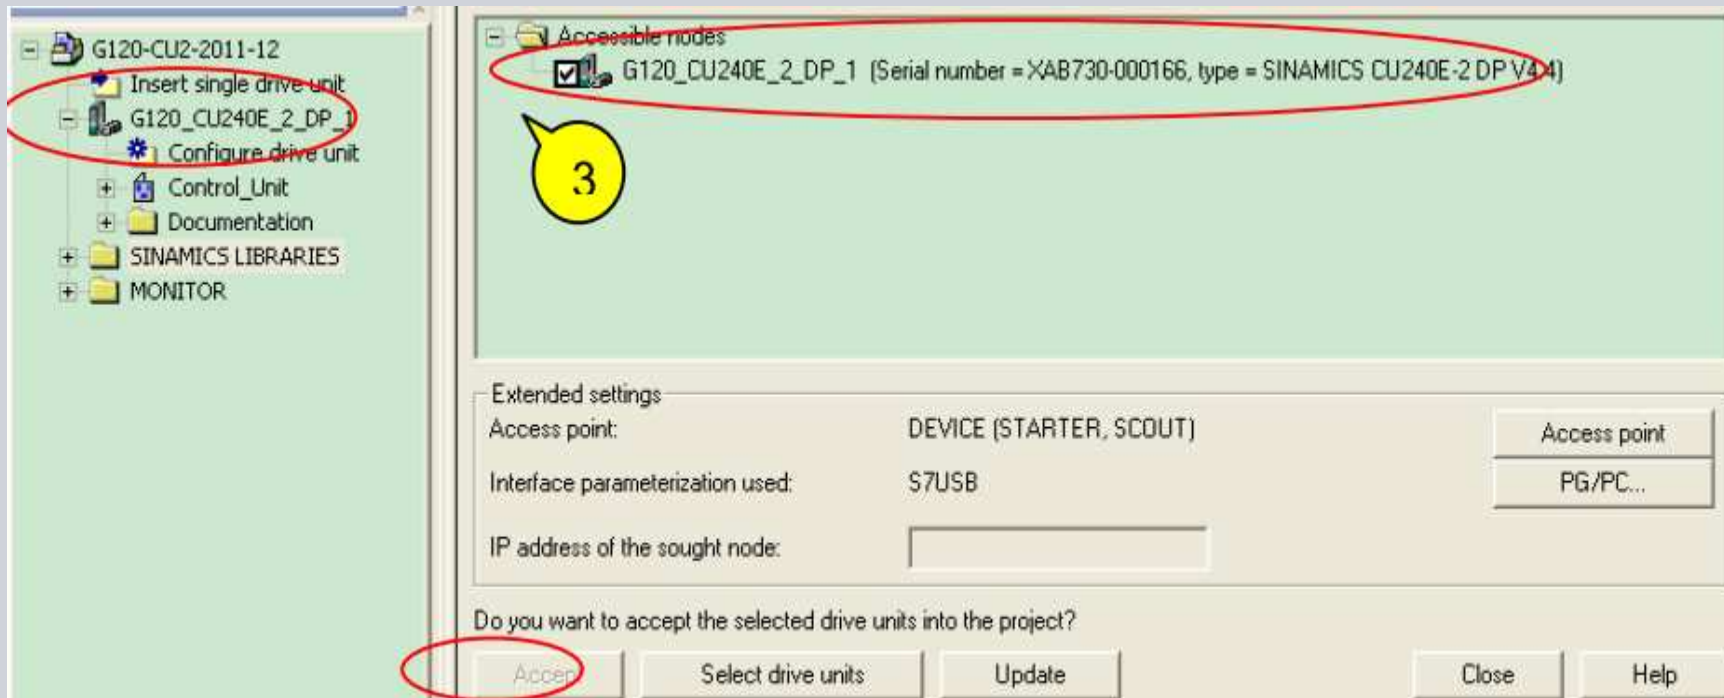 G120-CU2-2011-12
Insert single drive unit
G120_CU240E_2_DP_1
Configure drive unit
Control_Unit
Documentation
SINAMICS LIBRARIES
MONITOR
Accessible nodes
G120_CU240E_2_DP_1 (Serial number = XAB730-000166, type = SINAMICS CU240E-2 DP V4.4)
3
Extended settings
Access point: DEVICE (STARTER, SCOUT) Access point
Interface parameterization used: S7USB PG/PC...
IP address of the sought node:
Do you want to accept the selected drive units into the project?
Accept Select drive units Update Close Help